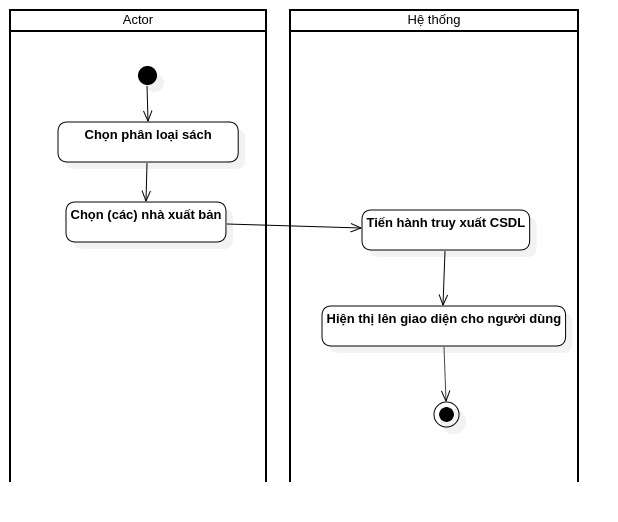 Actor
Hệ thống
Chọn phân loại sách
Chọn (các) nhà xuất bản
Tiến hành truy xuất CSDL
Hiện thị lên giao diện cho người dùng